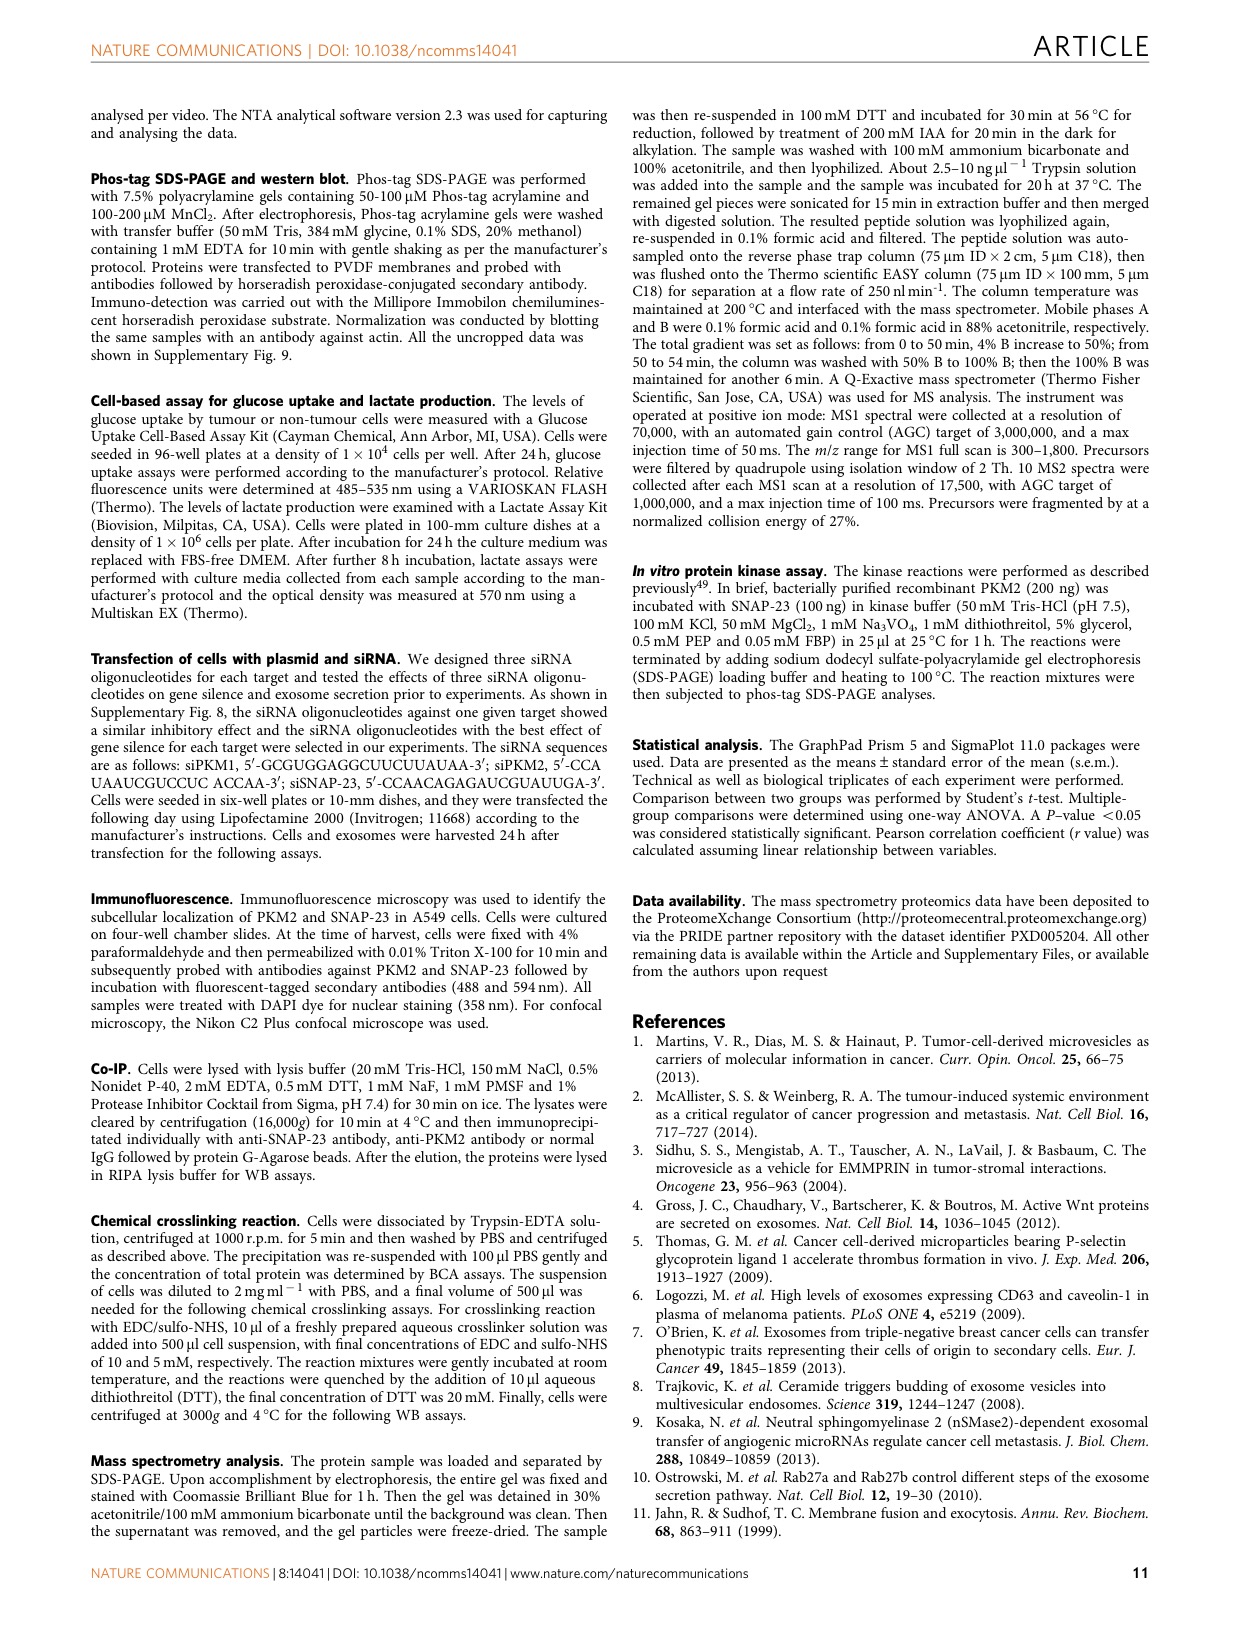 NATURE COMMUNICATIONS | DOI: 10.1038/ncomms14041
ARTICLE
analysed per video. The NTA analytical software version 2.3 was used for capturing
and analysing the data.
Phos-tag SDS-PAGE and western blot. Phos-tag SDS-PAGE was performed
with 7.5% polyacrylamine gels containing 50-100 μM Phos-tag acrylamine and
100-200 μM MnCl₂. After electrophoresis, Phos-tag acrylamine gels were washed
with transfer buffer (50 mM Tris, 384 mM glycine, 0.1% SDS, 20% methanol)
containing 1 mM EDTA for 10 min with gentle shaking as per the manufacturer's
protocol. Proteins were transfected to PVDF membranes and probed with
antibodies followed by horseradish peroxidase-conjugated secondary antibody.
Immuno-detection was carried out with the Millipore Immobilon chemilumines-
cent horseradish peroxidase substrate. Normalization was conducted by blotting
the same samples with an antibody against actin. All the uncropped data was
shown in Supplementary Fig. 9.
Cell-based assay for glucose uptake and lactate production. The levels of
glucose uptake by tumour or non-tumour cells were measured with a Glucose
Uptake Cell-Based Assay Kit (Cayman Chemical, Ann Arbor, MI, USA). Cells were
seeded in 96-well plates at a density of 1 × 10⁴ cells per well. After 24 h, glucose
uptake assays were performed according to the manufacturer's protocol. Relative
fluorescence units were determined at 485–535 nm using a VARIOSKAN FLASH
(Thermo). The levels of lactate production were examined with a Lactate Assay Kit
(Biovision, Milpitas, CA, USA). Cells were plated in 100-mm culture dishes at a
density of 1 × 10⁶ cells per plate. After incubation for 24 h the culture medium was
replaced with FBS-free DMEM. After further 8 h incubation, lactate assays were
performed with culture media collected from each sample according to the man-
ufacturer's protocol and the optical density was measured at 570 nm using a
Multiskan EX (Thermo).
Transfection of cells with plasmid and siRNA. We designed three siRNA
oligonucleotides for each target and tested the effects of three siRNA oligonu-
cleotides on gene silence and exosome secretion prior to experiments. As shown in
Supplementary Fig. 8, the siRNA oligonucleotides against one given target showed
a similar inhibitory effect and the siRNA oligonucleotides with the best effect of
gene silence for each target were selected in our experiments. The siRNA sequences
are as follows: siPKM1, 5′-GCGUGGAGGCUUCUUAUAA-3′; siPKM2, 5′-CCA
UAAUCGUCCUC ACCAA-3′; siSNAP-23, 5′-CCAACAGAGAUCGUAUUGA-3′.
Cells were seeded in six-well plates or 10-mm dishes, and they were transfected the
following day using Lipofectamine 2000 (Invitrogen; 11668) according to the
manufacturer's instructions. Cells and exosomes were harvested 24 h after
transfection for the following assays.
Immunofluorescence. Immunofluorescence microscopy was used to identify the
subcellular localization of PKM2 and SNAP-23 in A549 cells. Cells were cultured
on four-well chamber slides. At the time of harvest, cells were fixed with 4%
paraformaldehyde and then permeabilized with 0.01% Triton X-100 for 10 min and
subsequently probed with antibodies against PKM2 and SNAP-23 followed by
incubation with fluorescent-tagged secondary antibodies (488 and 594 nm). All
samples were treated with DAPI dye for nuclear staining (358 nm). For confocal
microscopy, the Nikon C2 Plus confocal microscope was used.
Co-IP. Cells were lysed with lysis buffer (20 mM Tris-HCl, 150 mM NaCl, 0.5%
Nonidet P-40, 2 mM EDTA, 0.5 mM DTT, 1 mM NaF, 1 mM PMSF and 1%
Protease Inhibitor Cocktail from Sigma, pH 7.4) for 30 min on ice. The lysates were
cleared by centrifugation (16,000g) for 10 min at 4 °C and then immunoprecipi-
tated individually with anti-SNAP-23 antibody, anti-PKM2 antibody or normal
IgG followed by protein G-Agarose beads. After the elution, the proteins were lysed
in RIPA lysis buffer for WB assays.
Chemical crosslinking reaction. Cells were dissociated by Trypsin-EDTA solu-
tion, centrifuged at 1000 r.p.m. for 5 min and then washed by PBS and centrifuged
as described above. The precipitation was re-suspended with 100 μl PBS gently and
the concentration of total protein was determined by BCA assays. The suspension
of cells was diluted to 2 mg ml⁻¹ with PBS, and a final volume of 500 μl was
needed for the following chemical crosslinking assays. For crosslinking reaction
with EDC/sulfo-NHS, 10 μl of a freshly prepared aqueous crosslinker solution was
added into 500 μl cell suspension, with final concentrations of EDC and sulfo-NHS
of 10 and 5 mM, respectively. The reaction mixtures were gently incubated at room
temperature, and the reactions were quenched by the addition of 10 μl aqueous
dithiothreitol (DTT), the final concentration of DTT was 20 mM. Finally, cells were
centrifuged at 3000g and 4 °C for the following WB assays.
Mass spectrometry analysis. The protein sample was loaded and separated by
SDS-PAGE. Upon accomplishment by electrophoresis, the entire gel was fixed and
stained with Coomassie Brilliant Blue for 1 h. Then the gel was detained in 30%
acetonitrile/100 mM ammonium bicarbonate until the background was clean. Then
the supernatant was removed, and the gel particles were freeze-dried. The sample
was then re-suspended in 100 mM DTT and incubated for 30 min at 56 °C for
reduction, followed by treatment of 200 mM IAA for 20 min in the dark for
alkylation. The sample was washed with 100 mM ammonium bicarbonate and
100% acetonitrile, and then lyophilized. About 2.5–10 ng μl⁻¹ Trypsin solution
was added into the sample and the sample was incubated for 20 h at 37 °C. The
remained gel pieces were sonicated for 15 min in extraction buffer and then merged
with digested solution. The resulted peptide solution was lyophilized again,
re-suspended in 0.1% formic acid and filtered. The peptide solution was auto-
sampled onto the reverse phase trap column (75 μm ID × 2 cm, 5 μm C18), then
was flushed onto the Thermo scientific EASY column (75 μm ID × 100 mm, 5 μm
C18) for separation at a flow rate of 250 nl min⁻¹. The column temperature was
maintained at 200 °C and interfaced with the mass spectrometer. Mobile phases A
and B were 0.1% formic acid and 0.1% formic acid in 88% acetonitrile, respectively.
The total gradient was set as follows: from 0 to 50 min, 4% B increase to 50%; from
50 to 54 min, the column was washed with 50% B to 100% B; then the 100% B was
maintained for another 6 min. A Q-Exactive mass spectrometer (Thermo Fisher
Scientific, San Jose, CA, USA) was used for MS analysis. The instrument was
operated at positive ion mode: MS1 spectral were collected at a resolution of
70,000, with an automated gain control (AGC) target of 3,000,000, and a max
injection time of 50 ms. The m/z range for MS1 full scan is 300–1,800. Precursors
were filtered by quadrupole using isolation window of 2 Th. 10 MS2 spectra were
collected after each MS1 scan at a resolution of 17,500, with AGC target of
1,000,000, and a max injection time of 100 ms. Precursors were fragmented by at a
normalized collision energy of 27%.
In vitro protein kinase assay. The kinase reactions were performed as described
previously⁴⁹. In brief, bacterially purified recombinant PKM2 (200 ng) was
incubated with SNAP-23 (100 ng) in kinase buffer (50 mM Tris-HCl (pH 7.5),
100 mM KCl, 50 mM MgCl₂, 1 mM Na₃VO₄, 1 mM dithiothreitol, 5% glycerol,
0.5 mM PEP and 0.05 mM FBP) in 25 μl at 25 °C for 1 h. The reactions were
terminated by adding sodium dodecyl sulfate-polyacrylamide gel electrophoresis
(SDS-PAGE) loading buffer and heating to 100 °C. The reaction mixtures were
then subjected to phos-tag SDS-PAGE analyses.
Statistical analysis. The GraphPad Prism 5 and SigmaPlot 11.0 packages were
used. Data are presented as the means ± standard error of the mean (s.e.m.).
Technical as well as biological triplicates of each experiment were performed.
Comparison between two groups was performed by Student's t-test. Multiple-
group comparisons were determined using one-way ANOVA. A P–value <0.05
was considered statistically significant. Pearson correlation coefficient (r value) was
calculated assuming linear relationship between variables.
Data availability. The mass spectrometry proteomics data have been deposited to
the ProteomeXchange Consortium (http://proteomecentral.proteomexchange.org)
via the PRIDE partner repository with the dataset identifier PXD005204. All other
remaining data is available within the Article and Supplementary Files, or available
from the authors upon request
References
1. Martins, V. R., Dias, M. S. & Hainaut, P. Tumor-cell-derived microvesicles as
carriers of molecular information in cancer. Curr. Opin. Oncol. 25, 66–75
(2013).
2. McAllister, S. S. & Weinberg, R. A. The tumour-induced systemic environment
as a critical regulator of cancer progression and metastasis. Nat. Cell Biol. 16,
717–727 (2014).
3. Sidhu, S. S., Mengistab, A. T., Tauscher, A. N., LaVail, J. & Basbaum, C. The
microvesicle as a vehicle for EMMPRIN in tumor-stromal interactions.
Oncogene 23, 956–963 (2004).
4. Gross, J. C., Chaudhary, V., Bartscherer, K. & Boutros, M. Active Wnt proteins
are secreted on exosomes. Nat. Cell Biol. 14, 1036–1045 (2012).
5. Thomas, G. M. et al. Cancer cell-derived microparticles bearing P-selectin
glycoprotein ligand 1 accelerate thrombus formation in vivo. J. Exp. Med. 206,
1913–1927 (2009).
6. Logozzi, M. et al. High levels of exosomes expressing CD63 and caveolin-1 in
plasma of melanoma patients. PLoS ONE 4, e5219 (2009).
7. O'Brien, K. et al. Exosomes from triple-negative breast cancer cells can transfer
phenotypic traits representing their cells of origin to secondary cells. Eur. J.
Cancer 49, 1845–1859 (2013).
8. Trajkovic, K. et al. Ceramide triggers budding of exosome vesicles into
multivesicular endosomes. Science 319, 1244–1247 (2008).
9. Kosaka, N. et al. Neutral sphingomyelinase 2 (nSMase2)-dependent exosomal
transfer of angiogenic microRNAs regulate cancer cell metastasis. J. Biol. Chem.
288, 10849–10859 (2013).
10. Ostrowski, M. et al. Rab27a and Rab27b control different steps of the exosome
secretion pathway. Nat. Cell Biol. 12, 19–30 (2010).
11. Jahn, R. & Sudhof, T. C. Membrane fusion and exocytosis. Annu. Rev. Biochem.
68, 863–911 (1999).
NATURE COMMUNICATIONS | 8:14041 | DOI: 10.1038/ncomms14041 | www.nature.com/naturecommunications
11